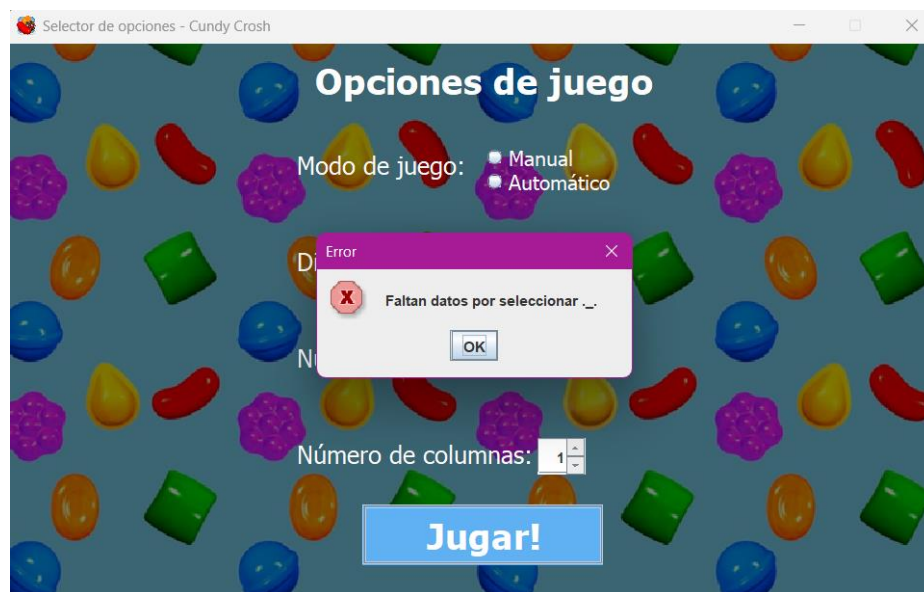 Selector de opciones - Cundy Crosh
Opciones de juego
Modo de juego:
Manual
Automático
Error
Faltan datos por seleccionar ._.
OK
Número de columnas: 1
Jugar!